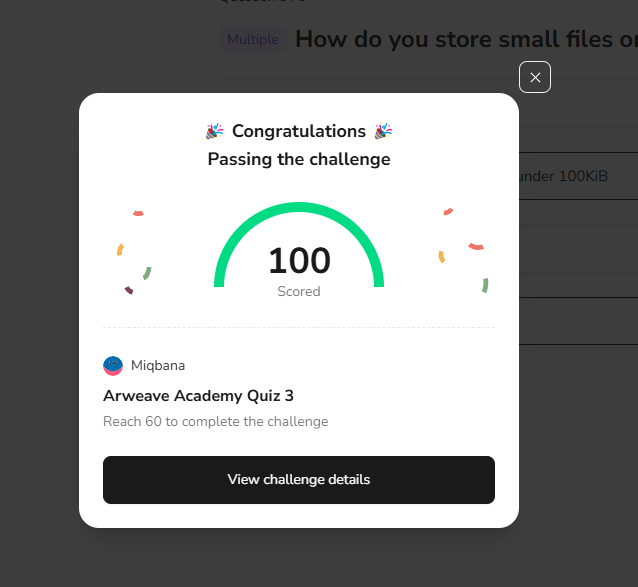 Multiple How do you store small files
under 100KiB
🎉 Congratulations 🎉
Passing the challenge
100
Scored
Miqbana
Arweave Academy Quiz 3
Reach 60 to complete the challenge
View challenge details